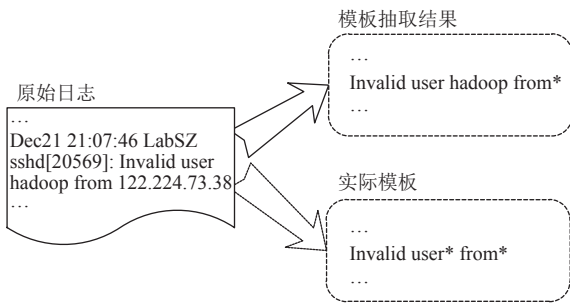 原始日志
…
Dec21 21:07:46 LabSZ
sshd[20569]: Invalid user
hadoop from 122.224.73.38
…
模板抽取结果
…
Invalid user hadoop from*
…
实际模板
…
Invalid user* from*
…